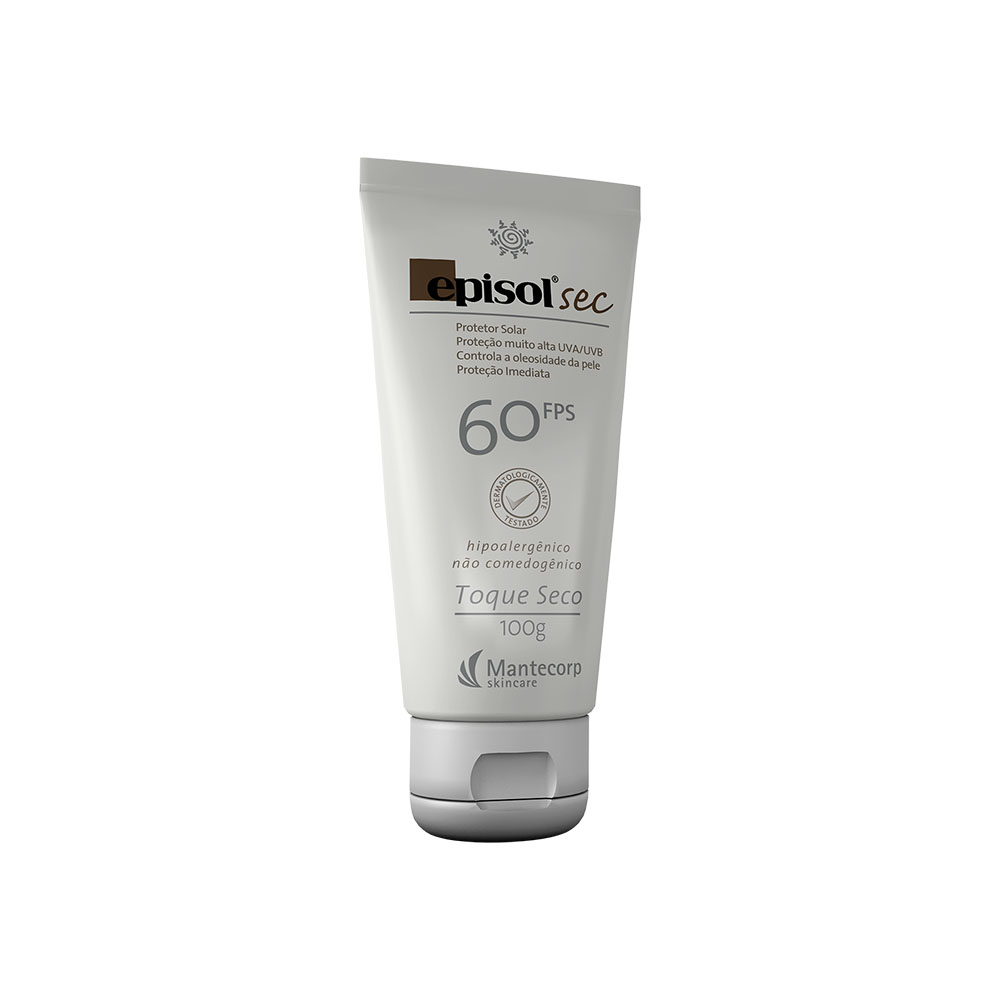 episol® sec
Protetor Solar
Proteção muito alta UVA/UVB
Controla a oleosidade da pele
Proteção Imediata
60 FPS
DERMATOLOGICAMENTE
TESTADO
hipoalergênico
não comedogênico
Toque Seco
100g
Mantecorp
skincare